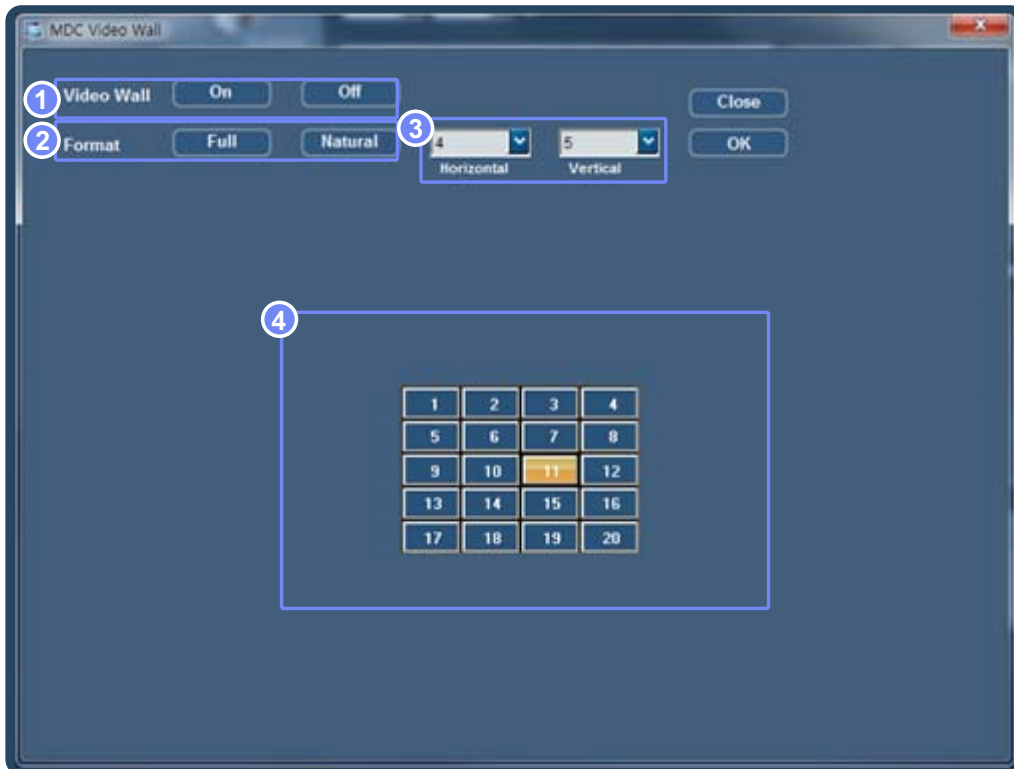 MDC Video Wall
1 Video Wall On Off
Close
2 Format Full Natural
3 4 5
OK
Horizontal Vertical
4
1 2 3 4
5 6 7 8
9 10 11 12
13 14 15 16
17 18 19 20